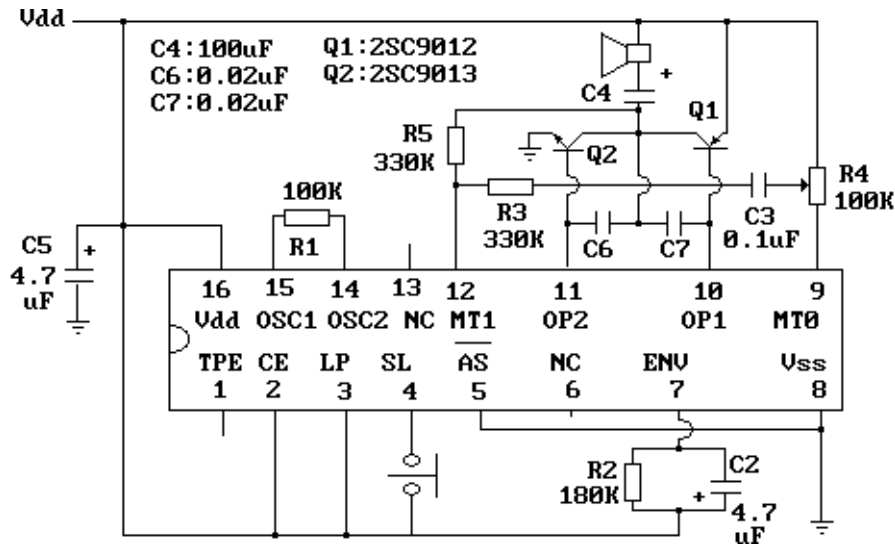 Vdd
C4:100uF
Q1:2SC9012
C6:0.02uF
Q2:2SC9013
C7:0.02uF
C4
+
Q1
R5
330K
Q2
R4
100K
100K
R1
R3
330K
C6
C7
C3
0.1uF
C5
+
4.7
uF
16
15
14
13
12
11
10
9
Vdd
OSC1
OSC2
NC
MT1
OP2
OP1
MTO
TPE
CE
LP
SL
AS
NC
ENV
Vss
1
2
3
4
5
6
7
8
R2
180K
C2
+
4.7
uF